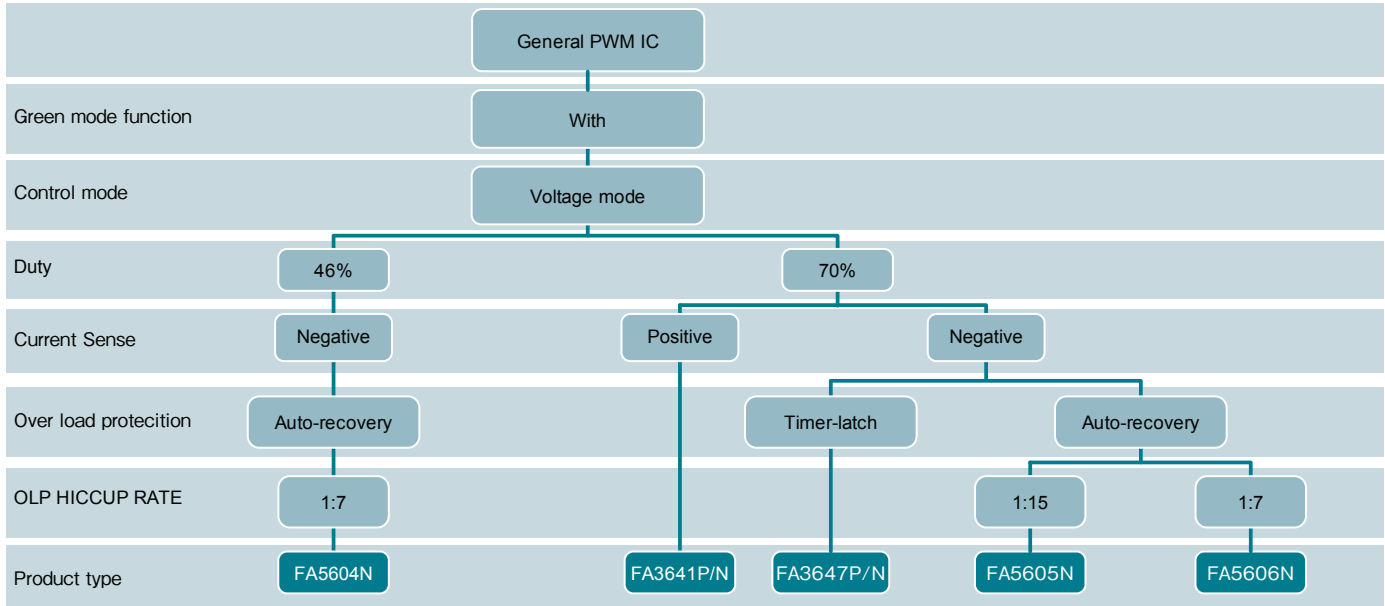 General PWM IC
Green mode function
With
Control mode
Voltage mode
Duty
46%
70%
Current Sense
Negative
Positive
Negative
Over load protecition
Auto-recovery
Timer-latch
Auto-recovery
OLP HICCUP RATE
1:7
1:15
1:7
Product type
FA5604N
FA3641P/N
FA3647P/N
FA5605N
FA5606N